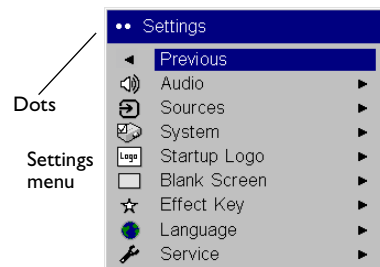 •• Settings
Previous
Audio
Sources
System
Logo Startup Logo
Blank Screen
Effect Key
Language
Service
Dots
Settings
menu